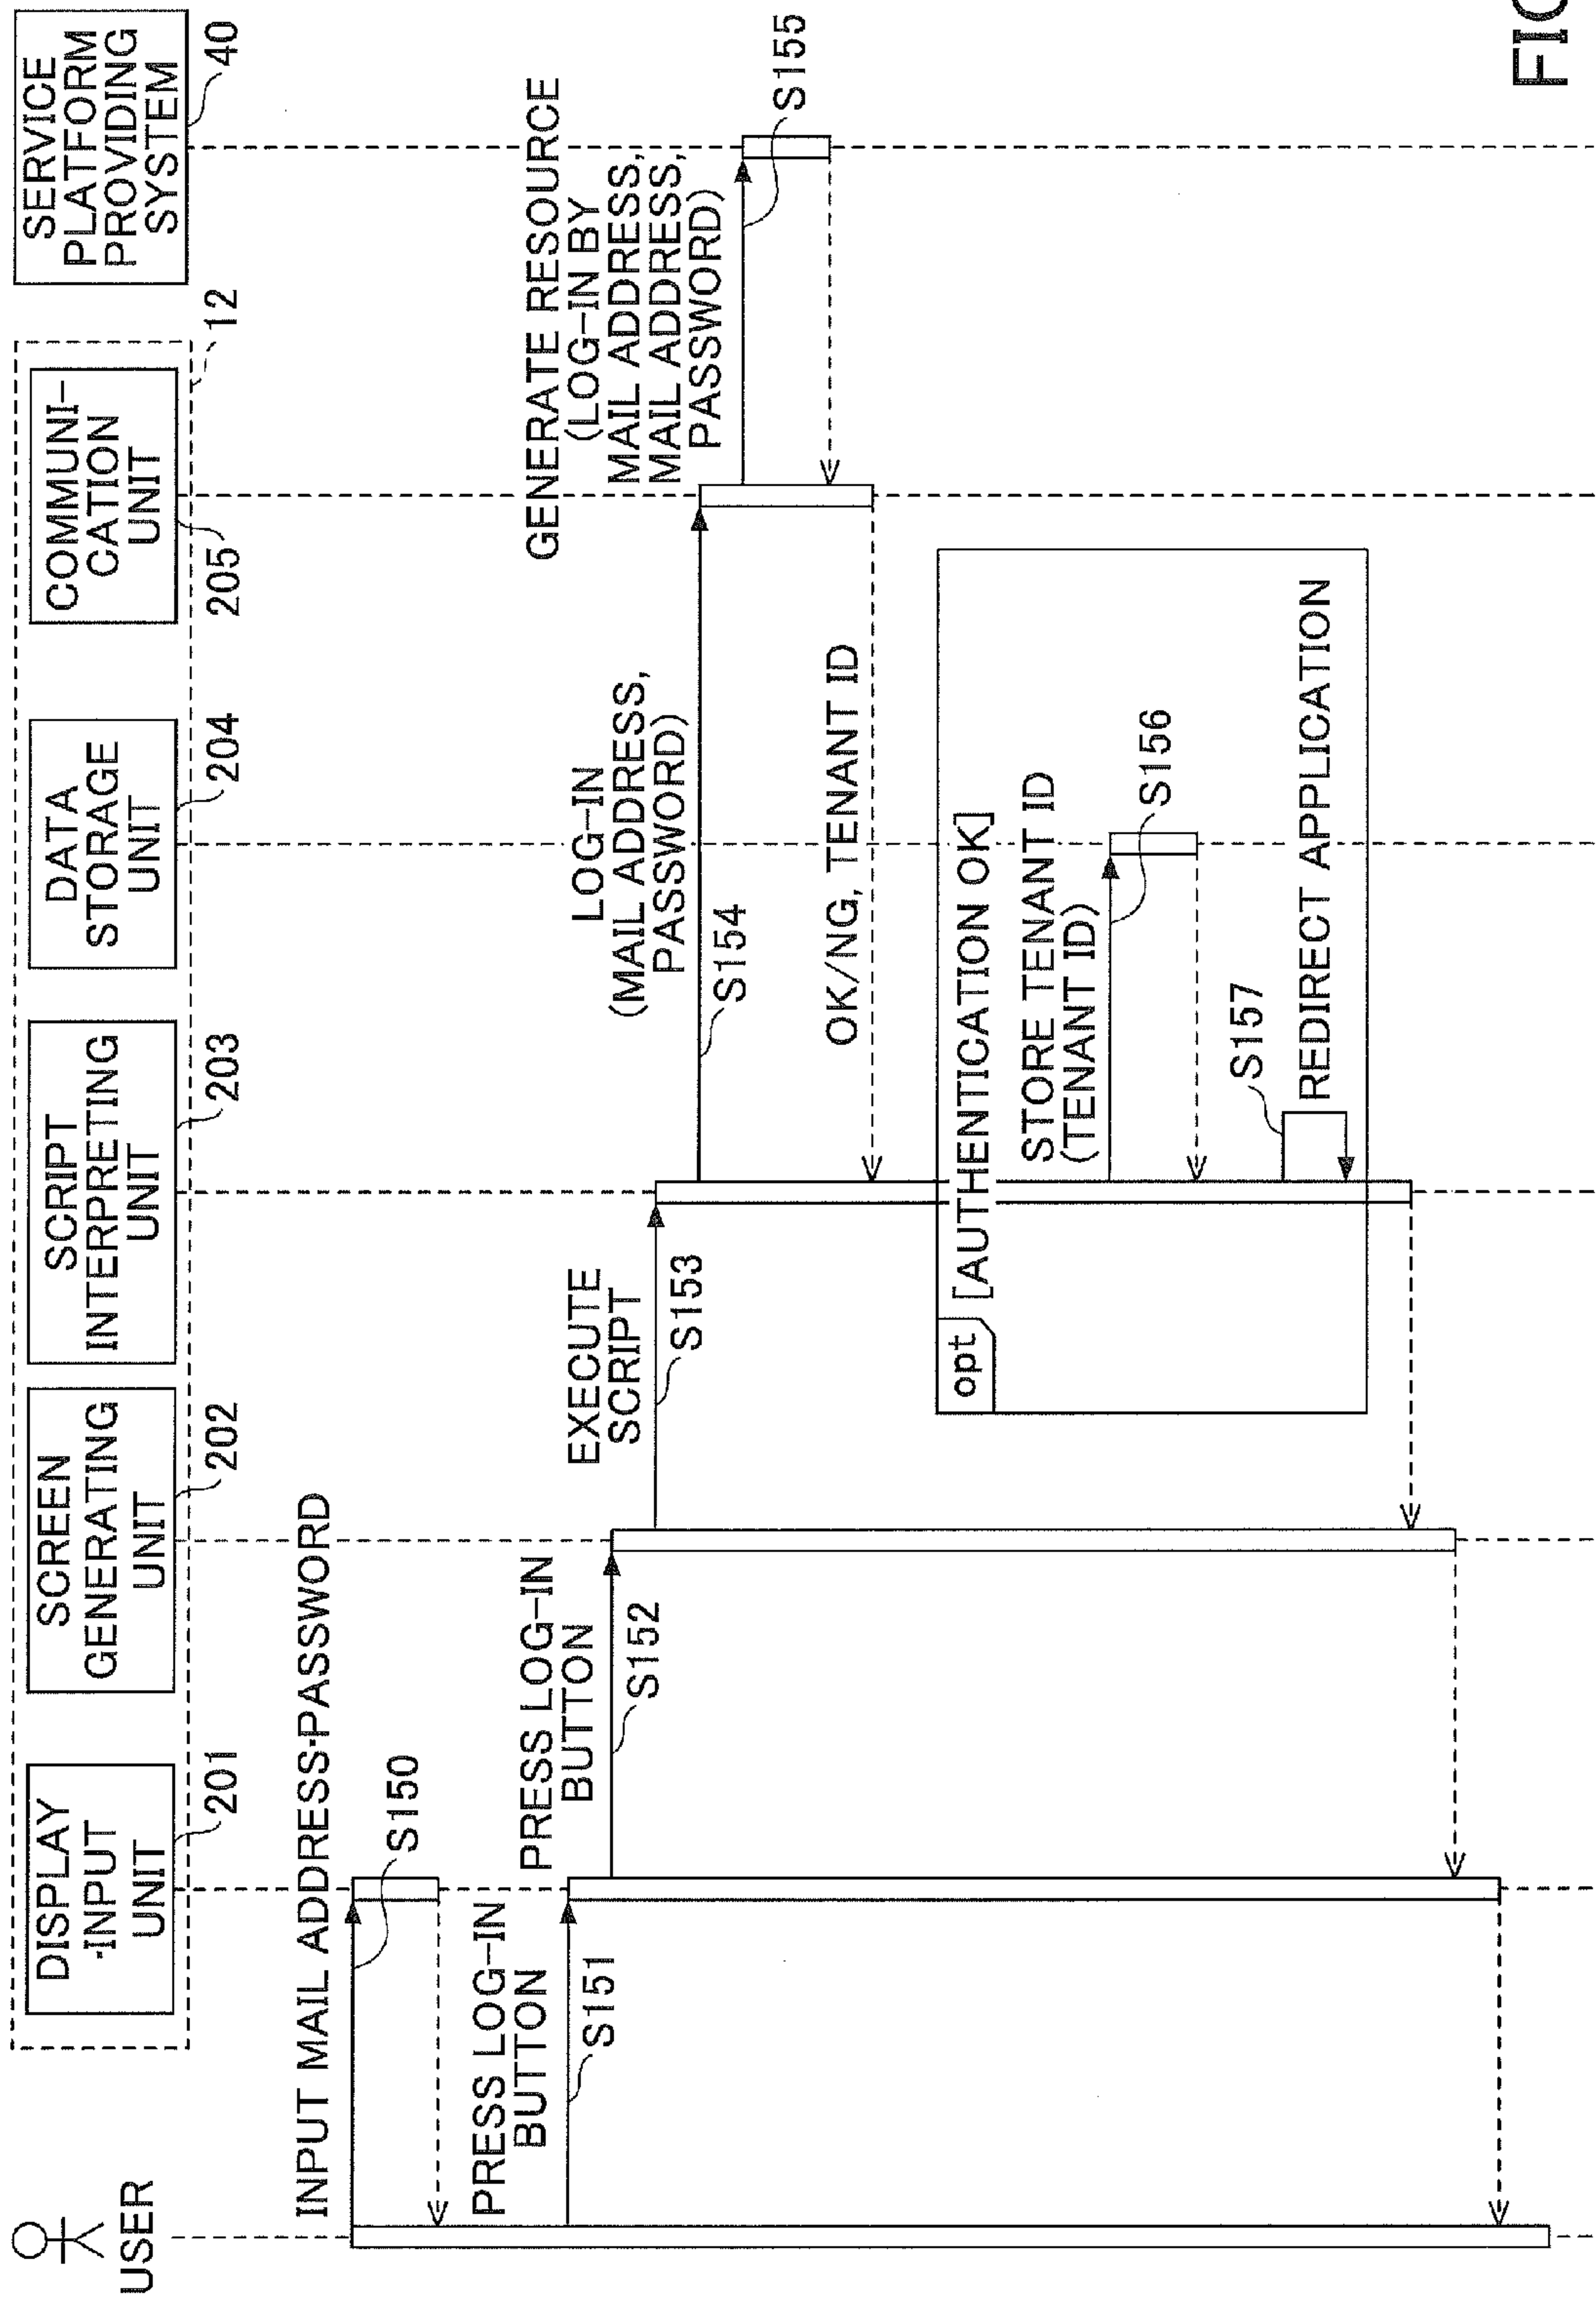 USER
DISPLAY
·INPUT
UNIT
201
SCREEN
GENERATING
UNIT
202
SCRIPT
INTERPRETING
UNIT
203
DATA
STORAGE
UNIT
204
COMMUNI-
CATION
UNIT
205
12
SERVICE
PLATFORM
PROVIDING
SYSTEM
40
INPUT MAIL ADDRESS·PASSWORD
S150
PRESS LOG-IN
BUTTON
S151
PRESS LOG-IN
BUTTON
S152
EXECUTE
SCRIPT
S153
LOG-IN
(MAIL ADDRESS,
PASSWORD)
S154
GENERATE RESOURCE
(LOG-IN BY
MAIL ADDRESS,
MAIL ADDRESS,
PASSWORD)
S155
OK/NG, TENANT ID
opt
[AUTHENTICATION OK]
STORE TENANT ID
(TENANT ID)
S156
S157
REDIRECT APPLICATION